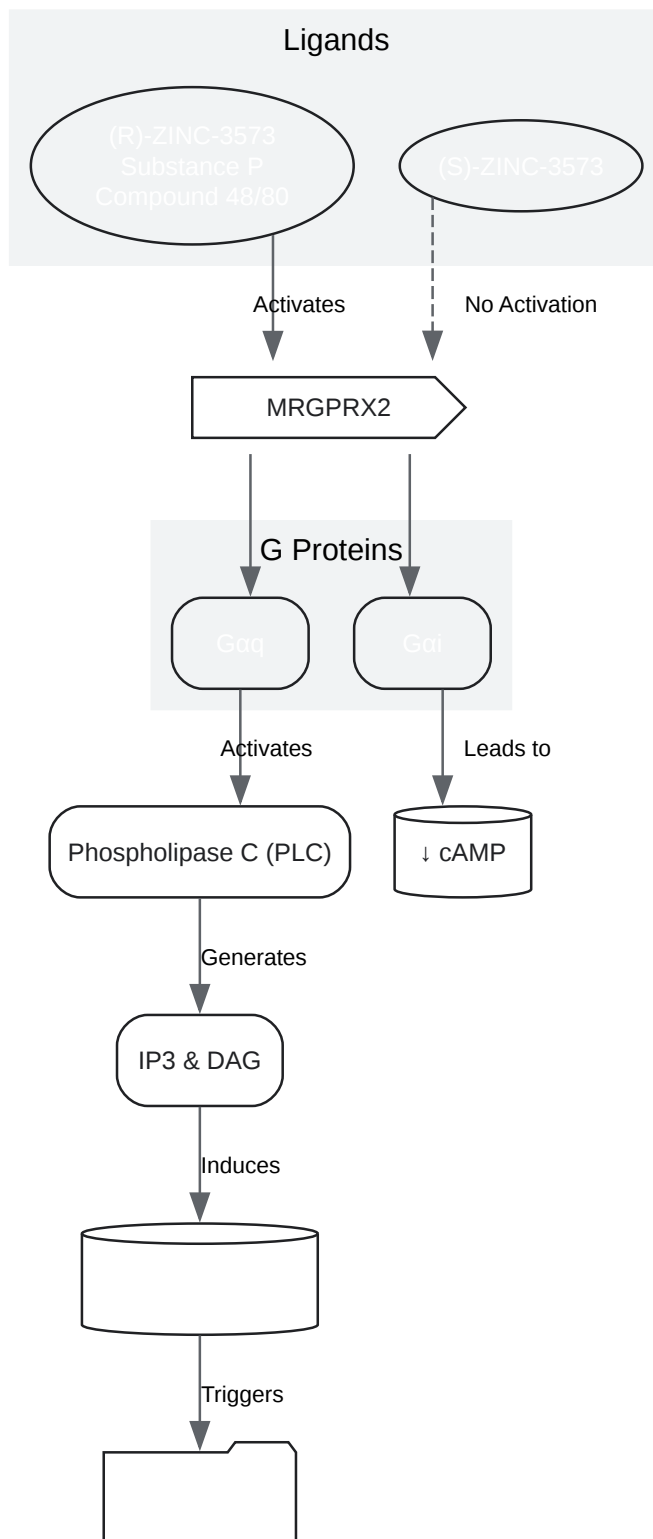 Ligands
(R)-ZINC-3573
Substance P
Compound 48/80
(S)-ZINC-3573
Activates
No Activation
MRGPRX2
G Proteins
Gαq
Gαi
Activates
Leads to
Phospholipase C (PLC)
↓ cAMP
Generates
IP3 & DAG
Induces
Triggers